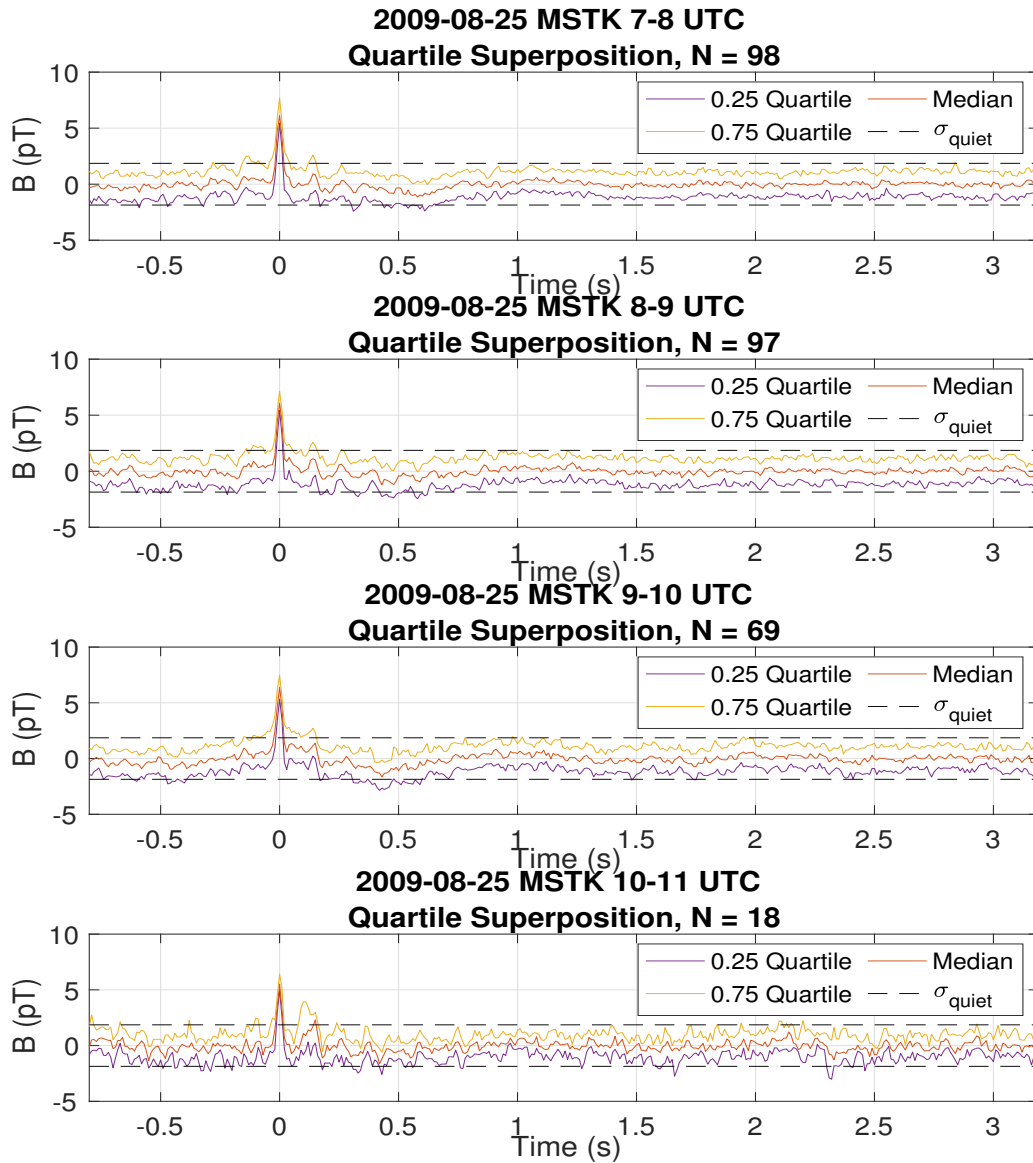 2009-08-25 MSTK 7-8 UTC
Quartile Superposition, N = 98
10
5
0
-5
B (pT)
0.25 Quartile
Median
0.75 Quartile
σquiet
-0.5 0 0.5 1 1.5 2 2.5 3
Time (s)
2009-08-25 MSTK 8-9 UTC
Quartile Superposition, N = 97
10
5
0
-5
B (pT)
0.25 Quartile
Median
0.75 Quartile
σquiet
-0.5 0 0.5 1 1.5 2 2.5 3
Time (s)
2009-08-25 MSTK 9-10 UTC
Quartile Superposition, N = 69
10
5
0
-5
B (pT)
0.25 Quartile
Median
0.75 Quartile
σquiet
-0.5 0 0.5 1 1.5 2 2.5 3
Time (s)
2009-08-25 MSTK 10-11 UTC
Quartile Superposition, N = 18
10
5
0
-5
B (pT)
0.25 Quartile
Median
0.75 Quartile
σquiet
-0.5 0 0.5 1 1.5 2 2.5 3
Time (s)